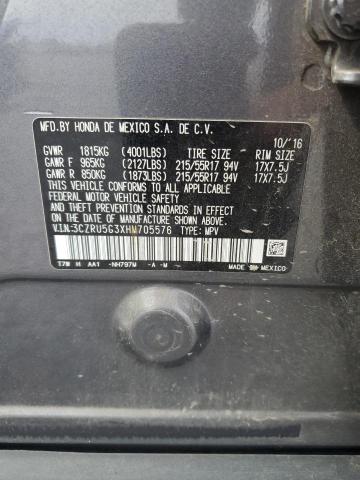 MFD.BY HONDA DE MEXICO S.A. DE C.V.
10/'16
GVWR 1815KG (4001LBS) TIRE SIZE RIM SIZE
GAWR F 965KG (2127LBS) 215/55R17 94V 17X7.5J
GAWR R 850KG (1873LBS) 215/55R17 94V 17X7.5J
THIS VEHICLE CONFORMS TO ALL APPLICABLE
FEDERAL MOTOR VEHICLE SAFETY AND
THEFT PREVENTION STANDARDS IN EFFECT ON THE
DATE OF MANUFACTURE SHOWN ABOVE.
V.I.N:3CZRU5G3XHM705576 TYPE: MPV
T7W H AA1 -NH797M -A -M MADE IN MEXICO